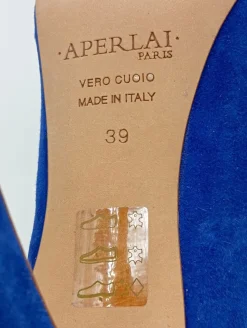 ·APERLAI·
PARIS
VERO CUOIO
MADE IN ITALY
39